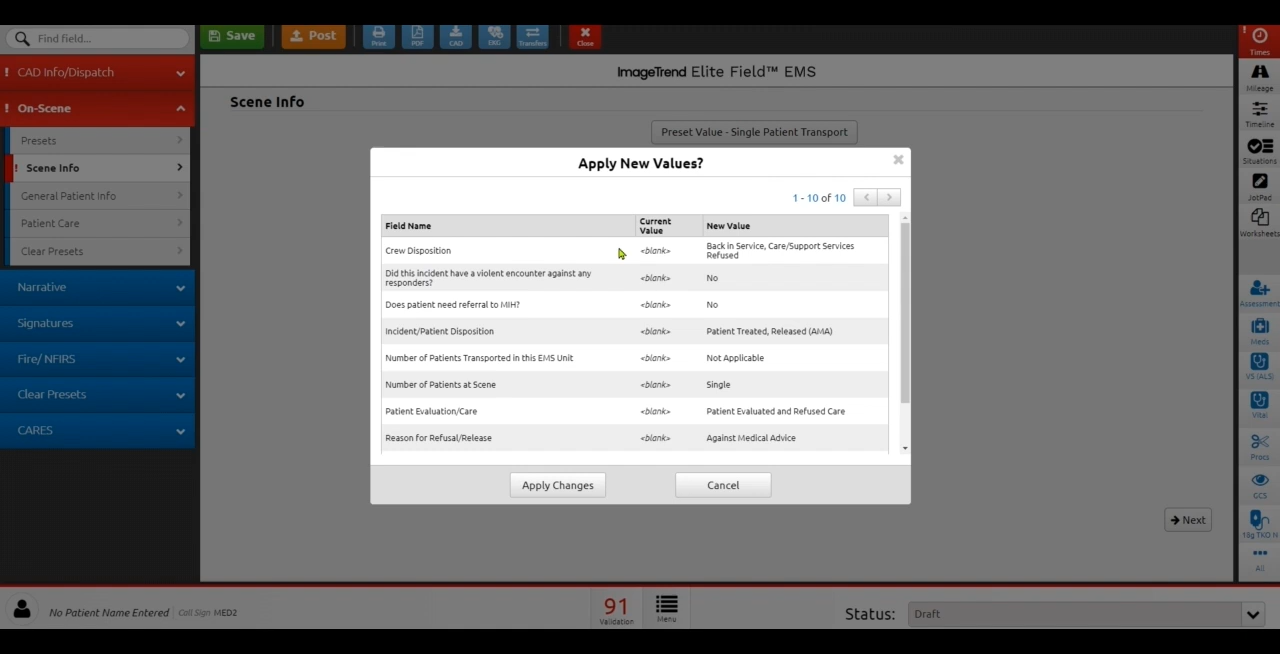 Find field...
Save
Post
Print
PDF
CAD
EKG
Transfers
Close
! Times
! CAD Info/Dispatch
ImageTrend Elite Field™ EMS
Mileage
! On-Scene
Scene Info
Timeline
Presets
Preset Value - Single Patient Transport
Situations
! Scene Info
Apply New Values?
General Patient Info
1 - 10 of 10
JotPad
Patient Care
Field Name
Current Value
New Value
Worksheets
Clear Presets
Crew Disposition
<blank>
Back in Service, Care/Support Services
Refused
Did this incident have a violent encounter against any
responders?
<blank>
No
Narrative
Assessment
Does patient need referral to MIH?
<blank>
No
Signatures
Incident/Patient Disposition
<blank>
Patient Treated, Released (AMA)
Meds
Fire/ NFIRS
Number of Patients Transported in this EMS Unit
<blank>
Not Applicable
VS (ALS)
Clear Presets
Number of Patients at Scene
<blank>
Single
Vital
Patient Evaluation/Care
<blank>
Patient Evaluated and Refused Care
CARES
Reason for Refusal/Release
<blank>
Against Medical Advice
Procs
Apply Changes
Cancel
GCS
Next
18g TKO N
All
No Patient Name Entered
Call Sign MED2
91
Validation
Menu
Status:
Draft